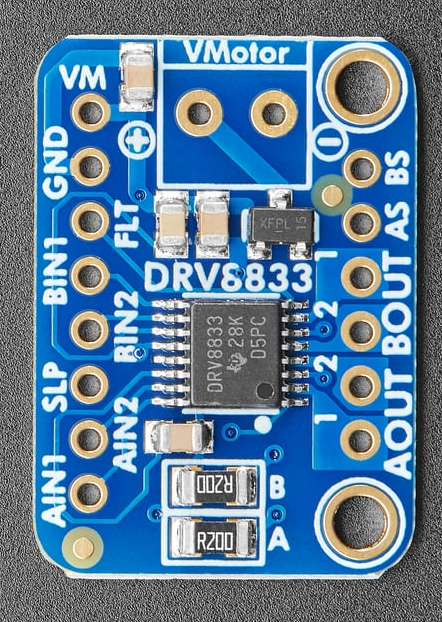 VMotor
VM
GND
FLT
BIN1
BIN2
SLP
AIN2
AIN1
BS
AS
XFPL 15
DRV8833
1
2
BOUT
2
1
AOUT
DRV8833
28K
D5PC
R200
B
R200
A